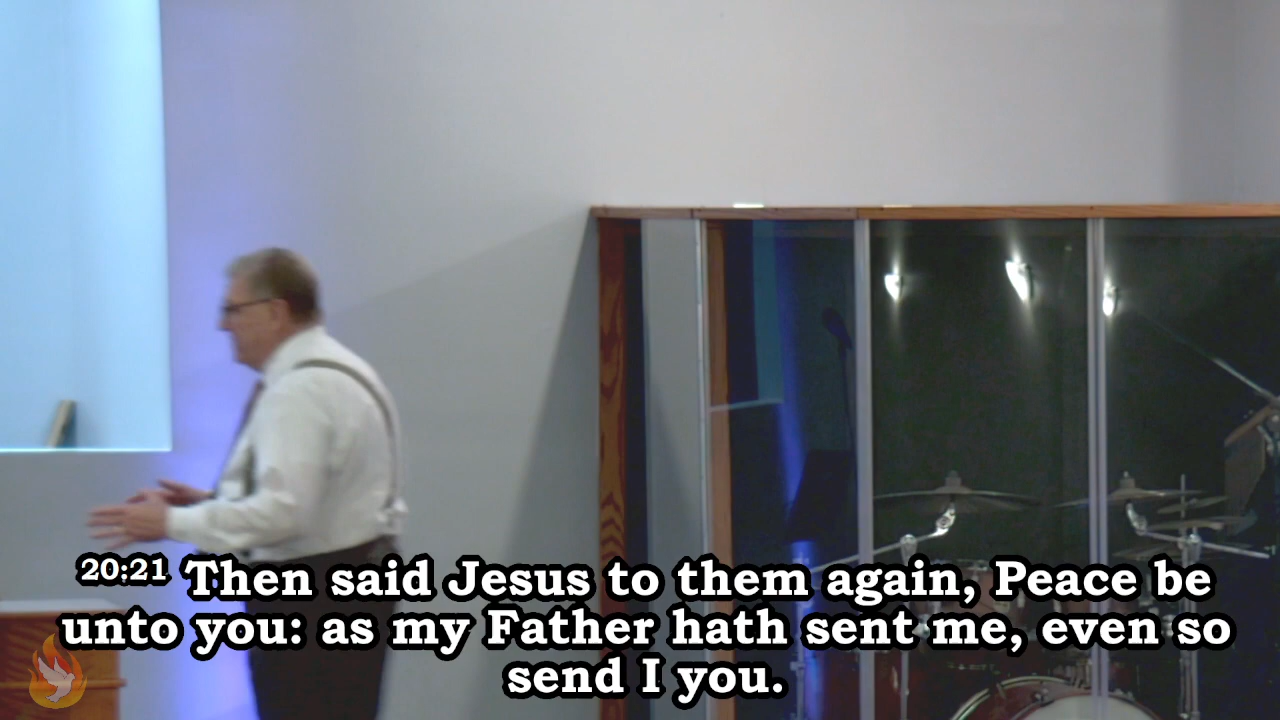 20:21 Then said Jesus to them again, Peace be
unto you: as my Father hath sent me, even so
send I you.